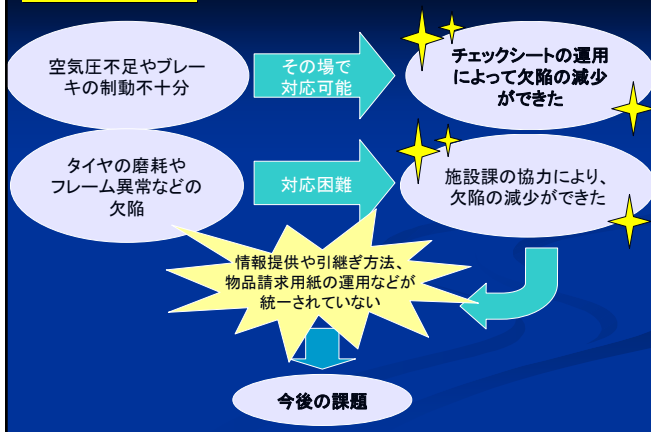 空気圧不足やブレー
キの制動不十分
その場で
対応可能
チェックシートの運用
によって欠陥の減少
ができた
タイヤの磨耗や
フレーム異常などの
欠陥
対応困難
施設課の協力により、
欠陥の減少ができた
情報提供や引継ぎ方法、
物品請求用紙の運用などが
統一されていない
今後の課題